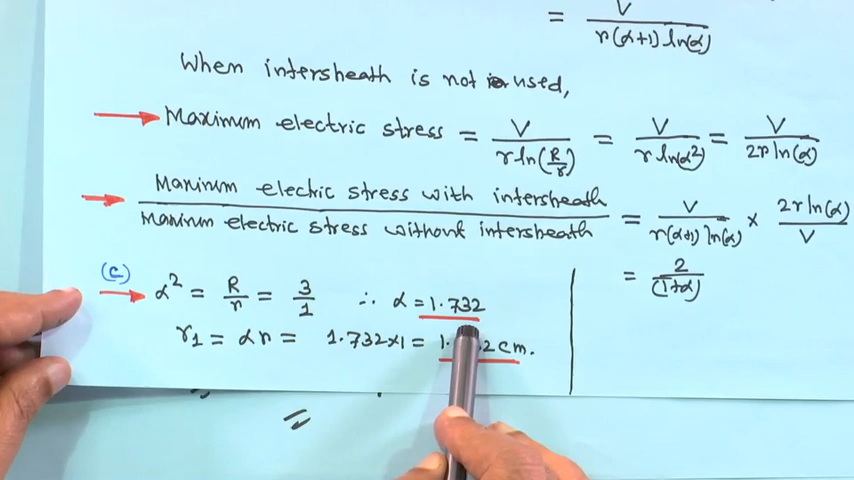 = V / r(α+1) ln(α)
When intersheath is not used,
Maximum electric stress = V / r ln(R/r) = V / r ln(α²) = V / 2r ln(α)
Maximum electric stress with intersheath / Maximum electric stress without intersheath = V / r(α+1) ln(α) × 2r ln(α) / V
= 2 / (1+α)
(c)
α² = R/r = 3/1 ∴ α = 1.732
r₁ = αr = 1.732×1 = 1. 2 cm.